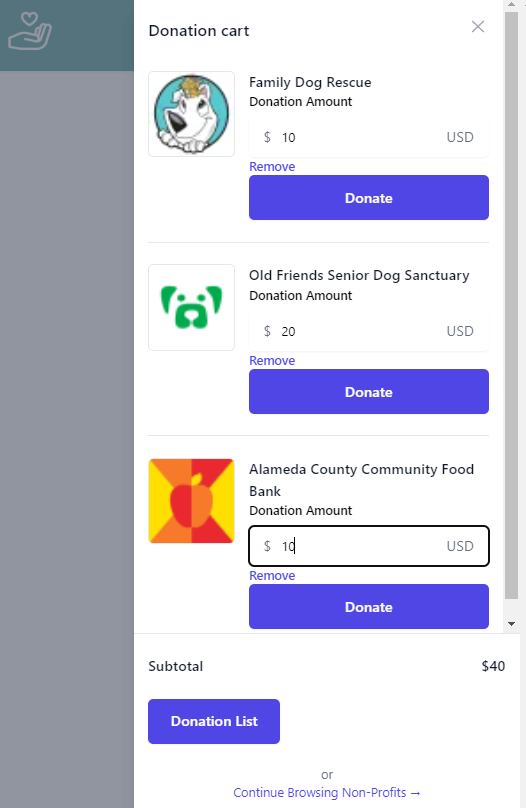 Donation cart
Family Dog Rescue
Donation Amount
$ 10 USD
Remove
Donate
Old Friends Senior Dog Sanctuary
Donation Amount
$ 20 USD
Remove
Donate
Alameda County Community Food
Bank
Donation Amount
$ 10 USD
Remove
Donate
Subtotal $40
Donation List
or
Continue Browsing Non-Profits →